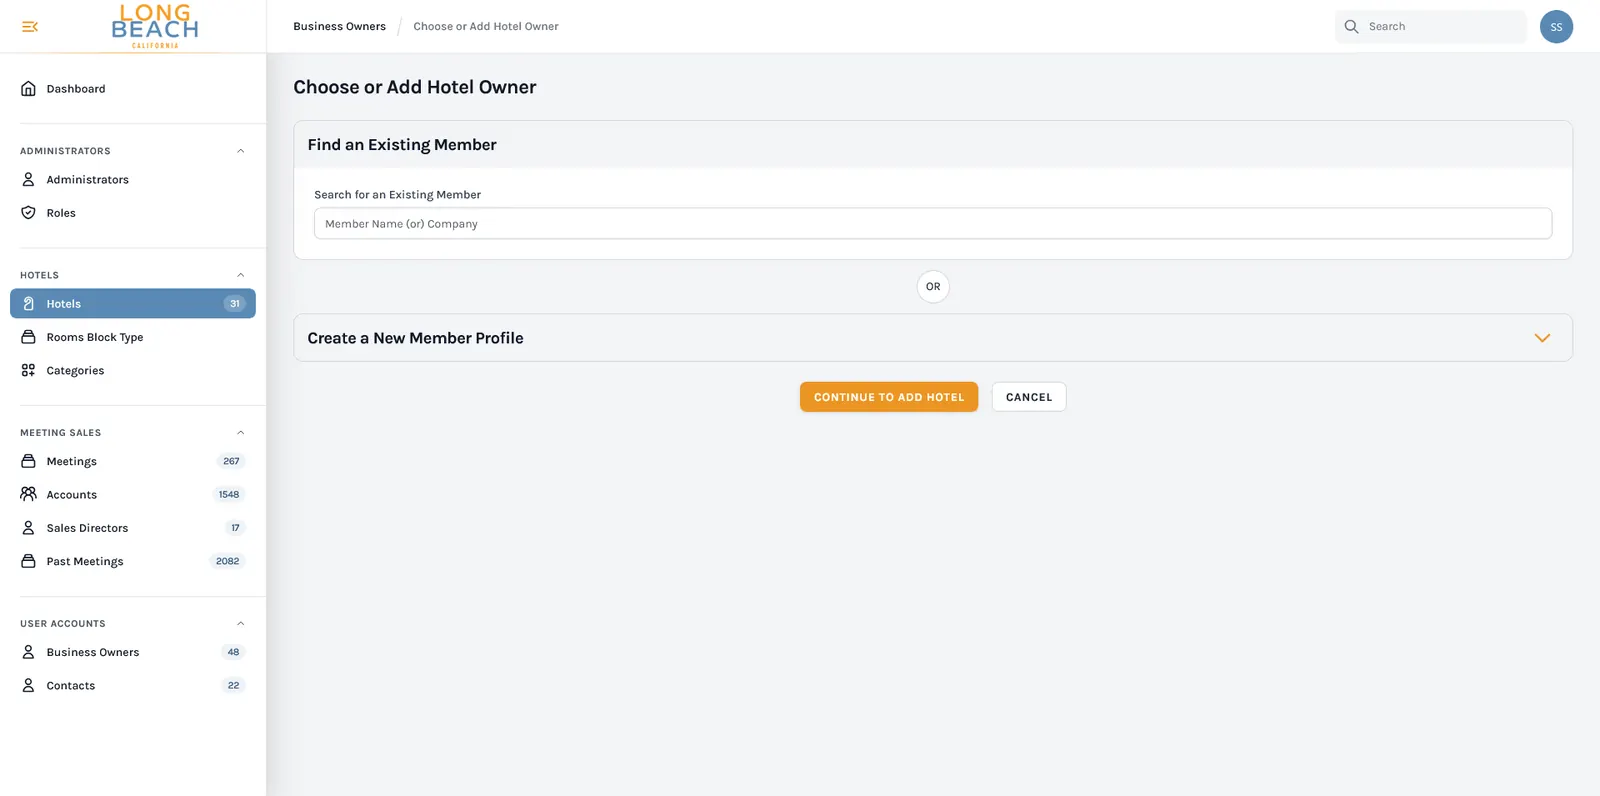 LONG
BEACH
CALIFORNIA
Business Owners / Choose or Add Hotel Owner
Search
SS
Dashboard
ADMINISTRATORS
Administrators
Roles
HOTELS
Hotels 31
Rooms Block Type
Categories
MEETING SALES
Meetings 267
Accounts 1548
Sales Directors 17
Past Meetings 2082
USER ACCOUNTS
Business Owners 48
Contacts 22
Choose or Add Hotel Owner
Find an Existing Member
Search for an Existing Member
Member Name (or) Company
OR
Create a New Member Profile
CONTINUE TO ADD HOTEL
CANCEL